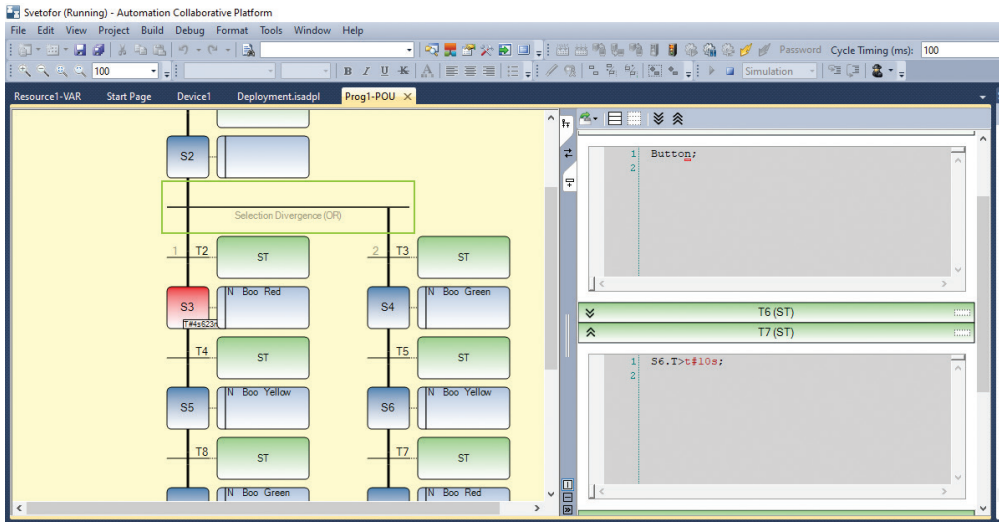 Svetofor (Running) - Automation Collaborative Platform
File Edit View Project Build Debug Format Tools Window Help
Password Cycle Timing (ms): 100
100 B I U K A Simulation
Resource1-VAR Start Page Device1 Deployment.isadpl Prog1-POU
S2
Selection Divergence (OR)
1 T2 ST 2 T3 ST
S3 N Boo Red S4 N Boo Green
T4 ST T5 ST
S5 N Boo Yellow S6 N Boo Yellow
T8 ST T7 ST
N Boo Green N Boo Red
1 Button;
2
T6 (ST)
T7 (ST)
1 S6.T>t#10s;
2